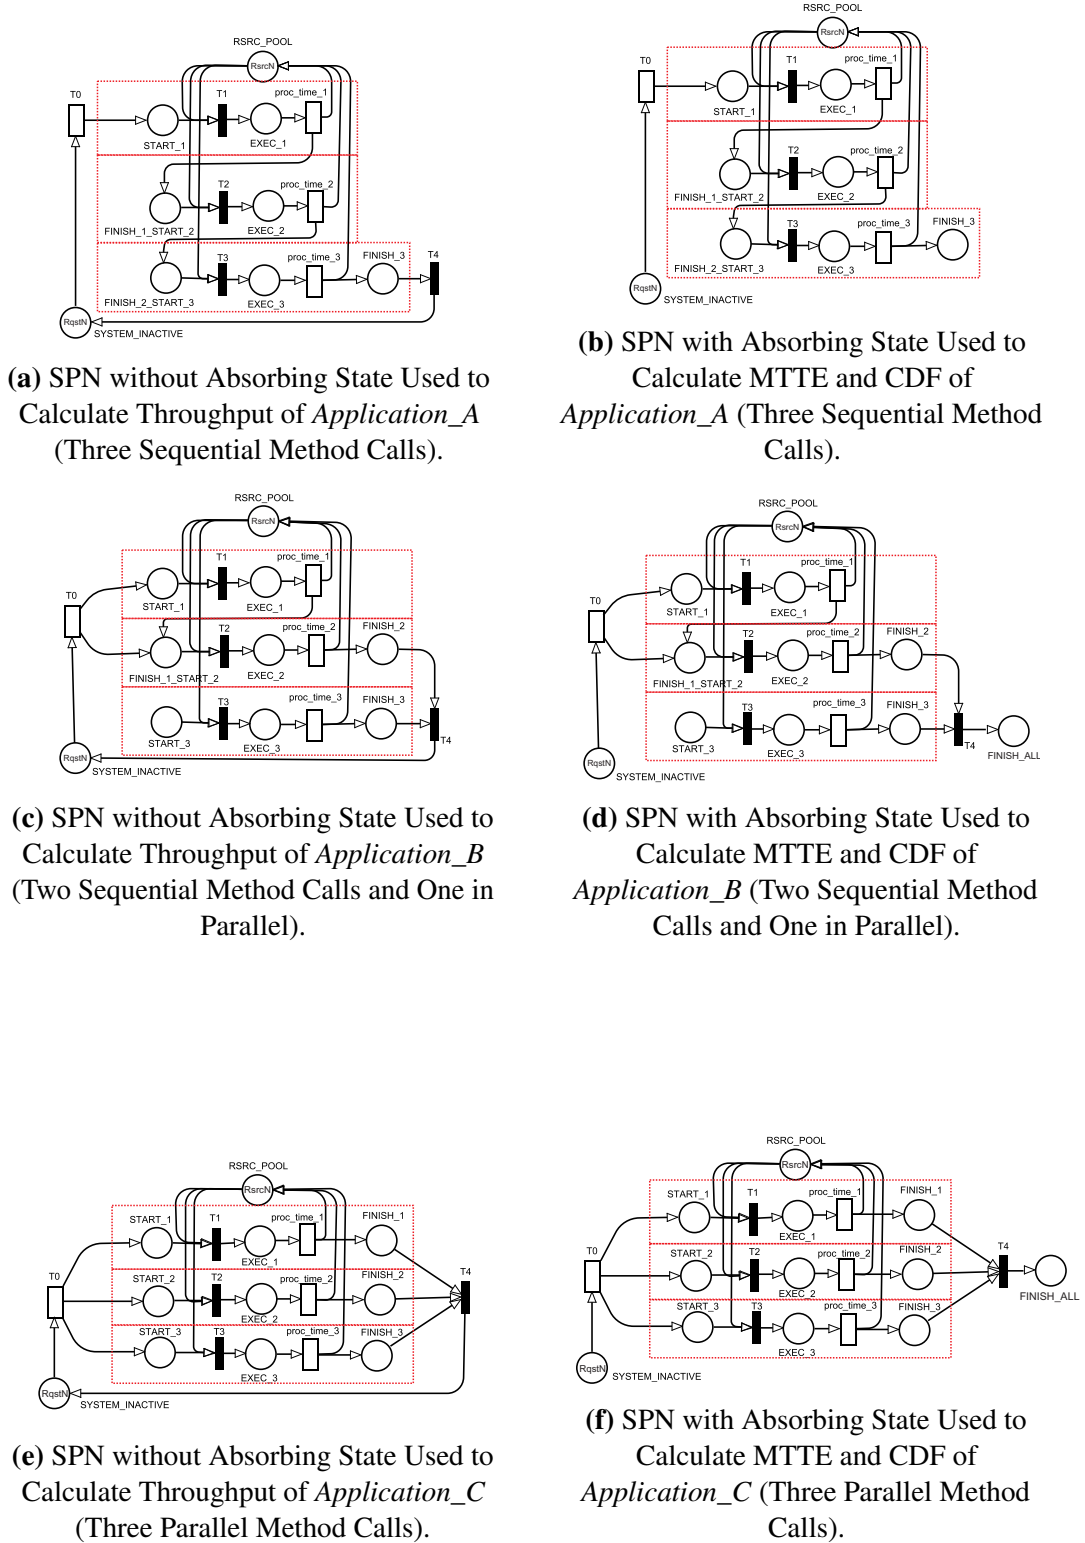 RSRC_POOL
RsrcN
T0
T1
proc_time_1
START_1
EXEC_1
T2
proc_time_2
FINISH_1_START_2
EXEC_2
T3
proc_time_3
FINISH_3
T4
FINISH_2_START_3
EXEC_3
RqstN
SYSTEM_INACTIVE
(a) SPN without Absorbing State Used to
Calculate Throughput of Application_A
(Three Sequential Method Calls).
RSRC_POOL
RsrcN
T0
T1
proc_time_1
START_1
EXEC_1
T2
proc_time_2
FINISH_1_START_2
EXEC_2
T3
proc_time_3
FINISH_3
FINISH_2_START_3
EXEC_3
RqstN
SYSTEM_INACTIVE
(b) SPN with Absorbing State Used to
Calculate MTTE and CDF of
Application_A (Three Sequential Method
Calls).
RSRC_POOL
RsrcN
T0
T1
proc_time_1
START_1
EXEC_1
T2
proc_time_2
FINISH_2
FINISH_1_START_2
EXEC_2
T3
proc_time_3
FINISH_3
START_3
EXEC_3
T4
RqstN
SYSTEM_INACTIVE
(c) SPN without Absorbing State Used to
Calculate Throughput of Application_B
(Two Sequential Method Calls and One in
Parallel).
RSRC_POOL
RsrcN
T0
T1
proc_time_1
START_1
EXEC_1
T2
proc_time_2
FINISH_2
FINISH_1_START_2
EXEC_2
T3
proc_time_3
FINISH_3
START_3
EXEC_3
T4
FINISH_ALL
RqstN
SYSTEM_INACTIVE
(d) SPN with Absorbing State Used to
Calculate MTTE and CDF of
Application_B (Two Sequential Method
Calls and One in Parallel).
RSRC_POOL
RsrcN
START_1
T1
proc_time_1
FINISH_1
EXEC_1
T0
START_2
T2
proc_time_2
FINISH_2
T4
EXEC_2
START_3
T3
proc_time_3
FINISH_3
EXEC_3
RqstN
SYSTEM_INACTIVE
(e) SPN without Absorbing State Used to
Calculate Throughput of Application_C
(Three Parallel Method Calls).
RSRC_POOL
RsrcN
START_1
T1
proc_time_1
FINISH_1
EXEC_1
T0
START_2
T2
proc_time_2
FINISH_2
T4
EXEC_2
FINISH_ALL
START_3
T3
proc_time_3
FINISH_3
EXEC_3
RqstN
SYSTEM_INACTIVE
(f) SPN with Absorbing State Used to
Calculate MTTE and CDF of
Application_C (Three Parallel Method
Calls).